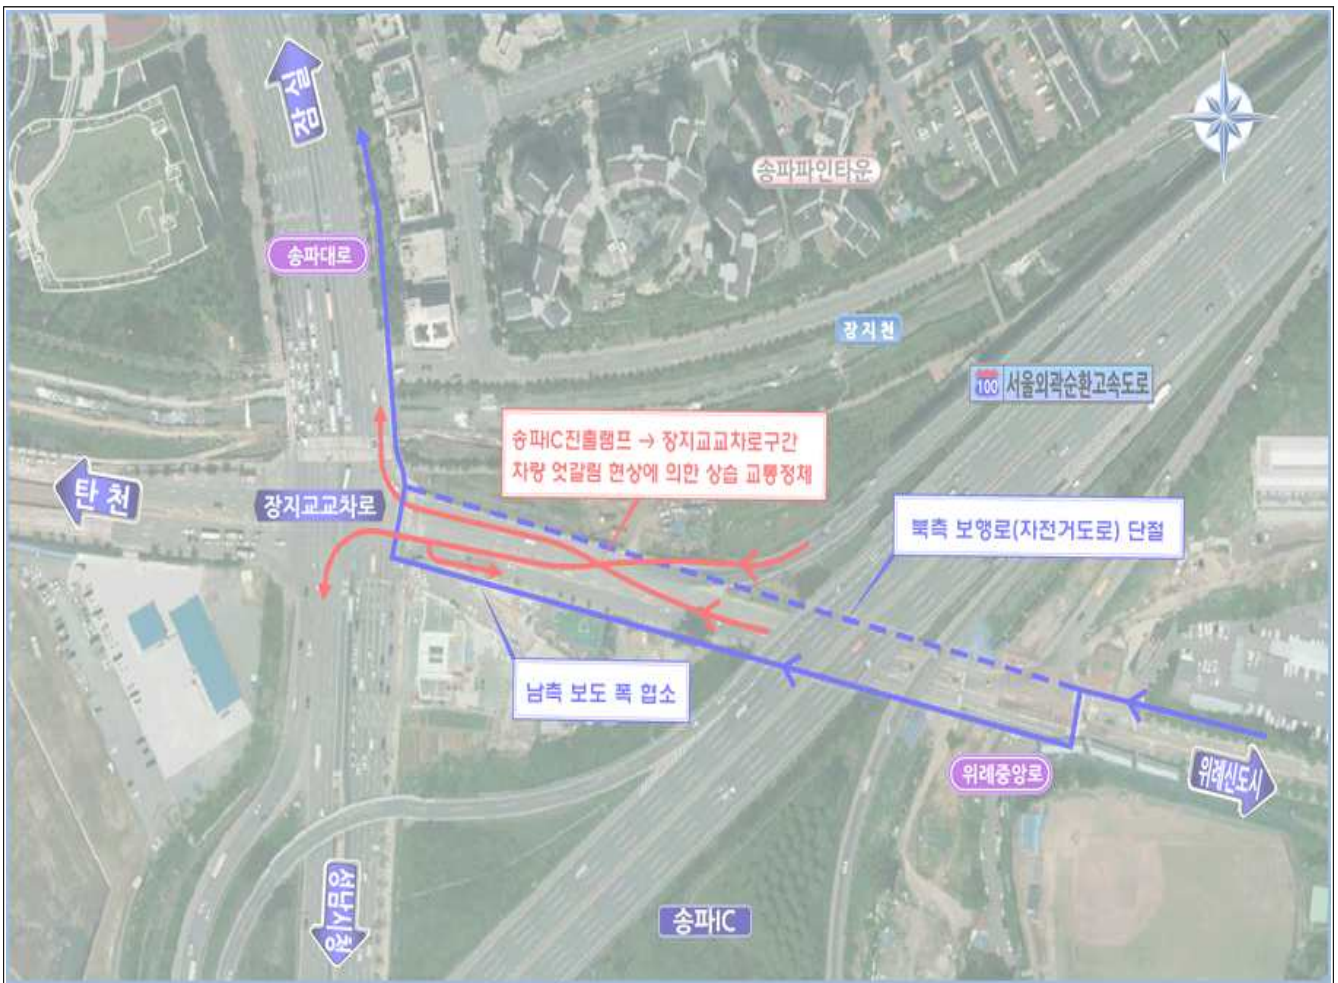 N
잠실
송파파인타운
송파대로
장지천
100 서울외곽순환고속도로
송파IC진출램프 → 장지교교차로구간
차량 엇갈림 현상에 의한 상습 교통정체
탄천
장지교교차로
북측 보행로(자전거도로) 단절
남측 보도 폭 협소
위례중앙로
위례신도시
성남시청
송파IC